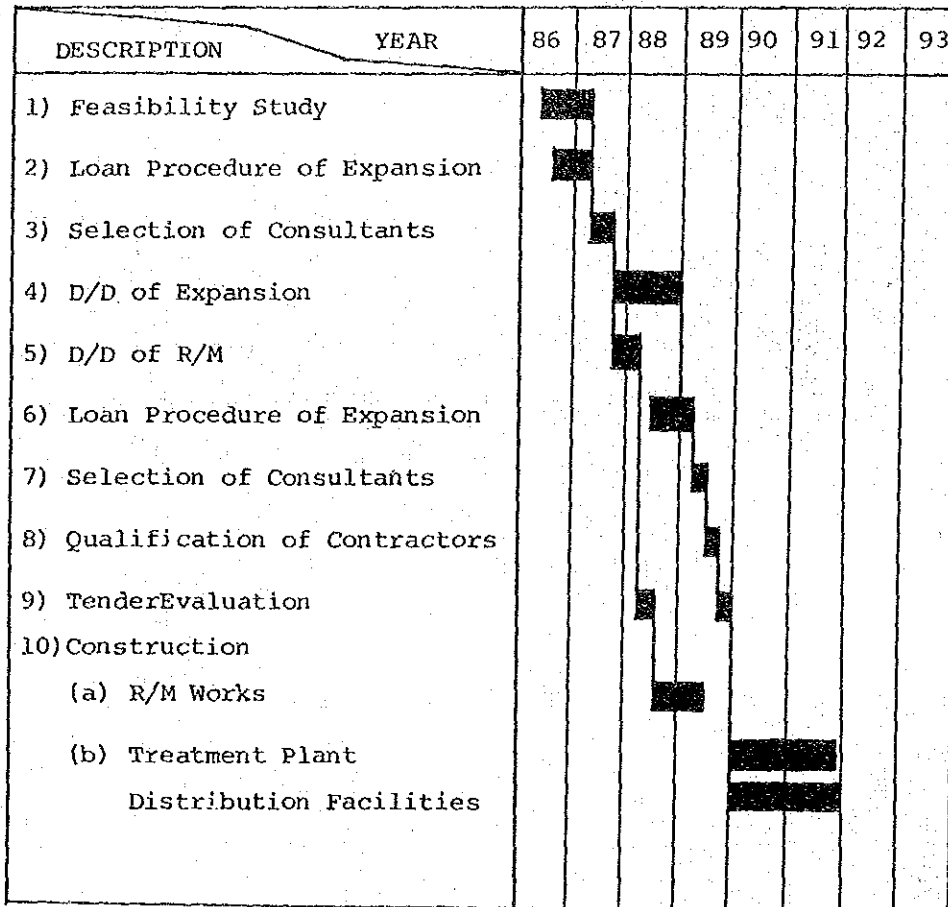 YEAR
DESCRIPTION
86 87 88 89 90 91 92 93
1) Feasibility Study
2) Loan Procedure of Expansion
3) Selection of Consultants
4) D/D of Expansion
5) D/D of R/M
6) Loan Procedure of Expansion
7) Selection of Consultants
8) Qualification of Contractors
9) TenderEvaluation
10)Construction
(a) R/M Works
(b) Treatment Plant
Distribution Facilities